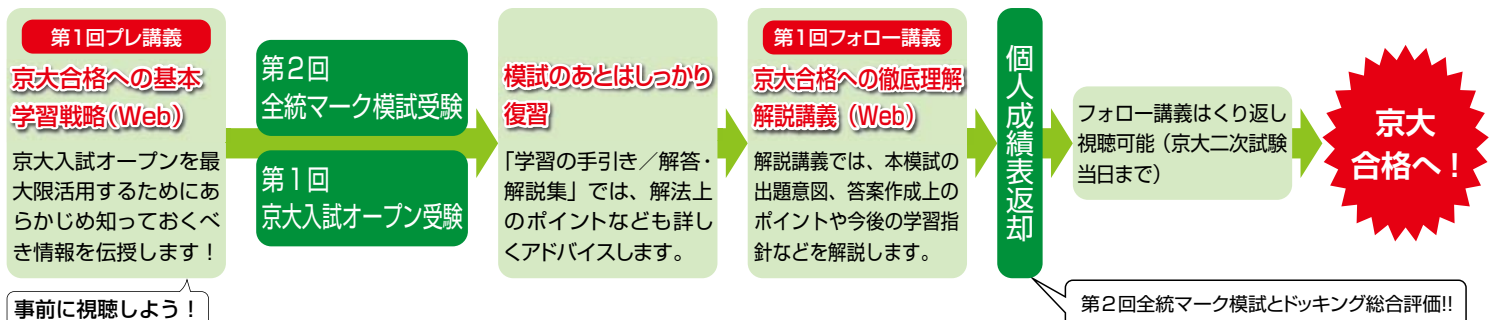 第1回プレ講義
京大合格への基本
学習戦略(Web)
京大入試オープンを最
大限活用するためにあ
らかじめ知っておくべ
き情報を伝授します！
事前に視聴しよう！
第2回
全統マーク模試受験
第1回
京大入試オープン受験
模試のあとはしっかり
復習
「学習の手引き／解答・
解説集」では、解法上
のポイントなども詳し
くアドバイスします。
第1回フォロー講義
京大合格への徹底理解
解説講義（Web）
解説講義では、本模試の
出題意図、答案作成上の
ポイントや今後の学習指
針などを解説します。
個人成績表返却
第2回全統マーク模試とドッキング総合評価!!
フォロー講義はくり返し
視聴可能（京大二次試験
当日まで）
京大
合格へ！